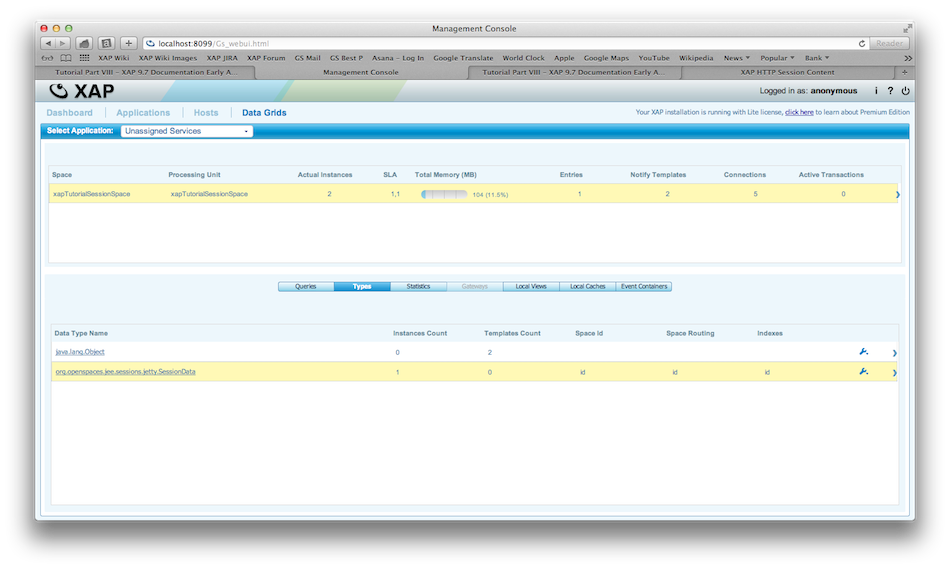 Management Console
localhost:8099/Gs_webui.html
Reader
XAP Wiki XAP Wiki Images XAP JIRA XAP Forum GS Mail GS Best P Asana – Log In Google Translate World Clock Apple Google Maps YouTube Wikipedia News Popular Bank
Tutorial Part VIII – XAP 9.7 Documentation Early A... Management Console Tutorial Part VIII – XAP 9.7 Documentation Early A... XAP HTTP Session Content
XAP Logged in as: anonymous i ?
Dashboard Applications Hosts Data Grids Your XAP installation is running with Lite license, click here to learn about Premium Edition
Select Application: Unassigned Services
Space Processing Unit Actual Instances SLA Total Memory (MB) Entries Notify Templates Connections Active Transactions
xapTutorialSessionSpace xapTutorialSessionSpace 2 1,1 104 (11.5%) 1 2 5 0
Queries Types Statistics Gateways Local Views Local Caches Event Containers
Data Type Name Instances Count Templates Count Space Id Space Routing Indexes
java.lang.Object 0 2
org.openspaces.jee.sessions.jetty.SessionData 1 0 id id id